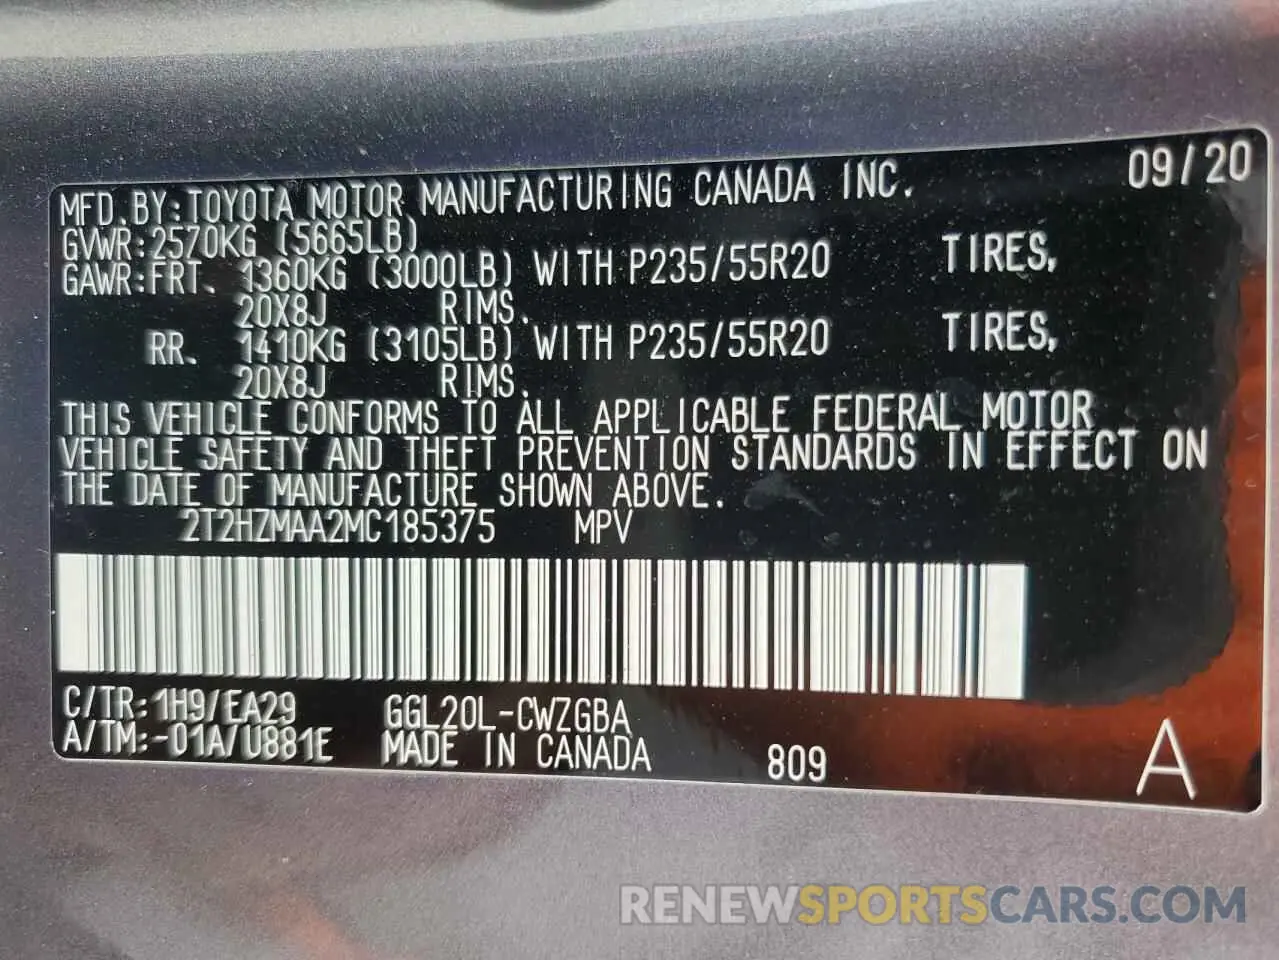 MFD.BY:TOYOTA MOTOR MANUFACTURING CANADA INC. 09/20
GVWR:2570KG (5665LB)
GAWR:FRT. 1360KG (3000LB) WITH P235/55R20 TIRES,
20X8J RIMS.
RR. 1410KG (3105LB) WITH P235/55R20 TIRES,
20X8J RIMS.
THIS VEHICLE CONFORMS TO ALL APPLICABLE FEDERAL MOTOR
VEHICLE SAFETY AND THEFT PREVENTION STANDARDS IN EFFECT ON
THE DATE OF MANUFACTURE SHOWN ABOVE.
2T2HZMAA2MC185375 MPV
C/TR:1H9/EA29 GGL20L-CWZGBA
A/TM:-01A/U881E MADE IN CANADA 809 A
RENEWSPORTSCARS.COM